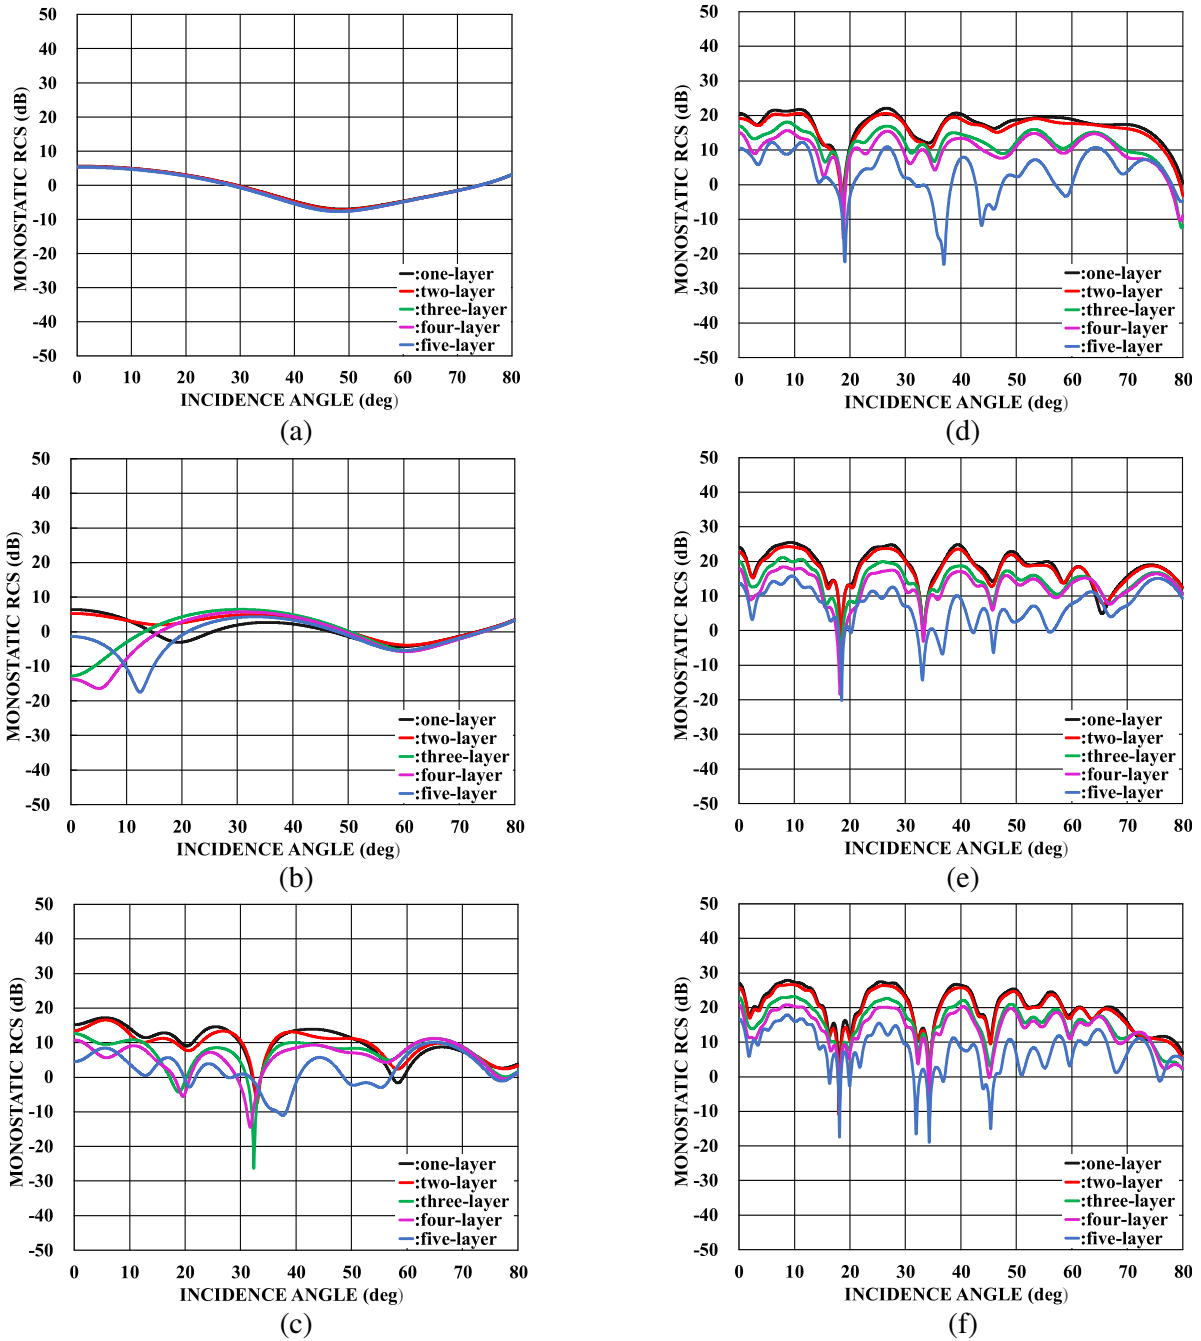 50
40
30
20
10
0
-10
-20
-30
-40
-50
MONOSTATIC RCS (dB)
:one-layer
:two-layer
:three-layer
:four-layer
:five-layer
0 10 20 30 40 50 60 70 80
INCIDENCE ANGLE (deg)
(a)
50
40
30
20
10
0
-10
-20
-30
-40
-50
MONOSTATIC RCS (dB)
:one-layer
:two-layer
:three-layer
:four-layer
:five-layer
0 10 20 30 40 50 60 70 80
INCIDENCE ANGLE (deg)
(d)
50
40
30
20
10
0
-10
-20
-30
-40
-50
MONOSTATIC RCS (dB)
:one-layer
:two-layer
:three-layer
:four-layer
:five-layer
0 10 20 30 40 50 60 70 80
INCIDENCE ANGLE (deg)
(b)
50
40
30
20
10
0
-10
-20
-30
-40
-50
MONOSTATIC RCS (dB)
:one-layer
:two-layer
:three-layer
:four-layer
:five-layer
0 10 20 30 40 50 60 70 80
INCIDENCE ANGLE (deg)
(e)
50
40
30
20
10
0
-10
-20
-30
-40
-50
MONOSTATIC RCS (dB)
:one-layer
:two-layer
:three-layer
:four-layer
:five-layer
0 10 20 30 40 50 60 70 80
INCIDENCE ANGLE (deg)
(c)
50
40
30
20
10
0
-10
-20
-30
-40
-50
MONOSTATIC RCS (dB)
:one-layer
:two-layer
:three-layer
:four-layer
:five-layer
0 10 20 30 40 50 60 70 80
INCIDENCE ANGLE (deg)
(f)